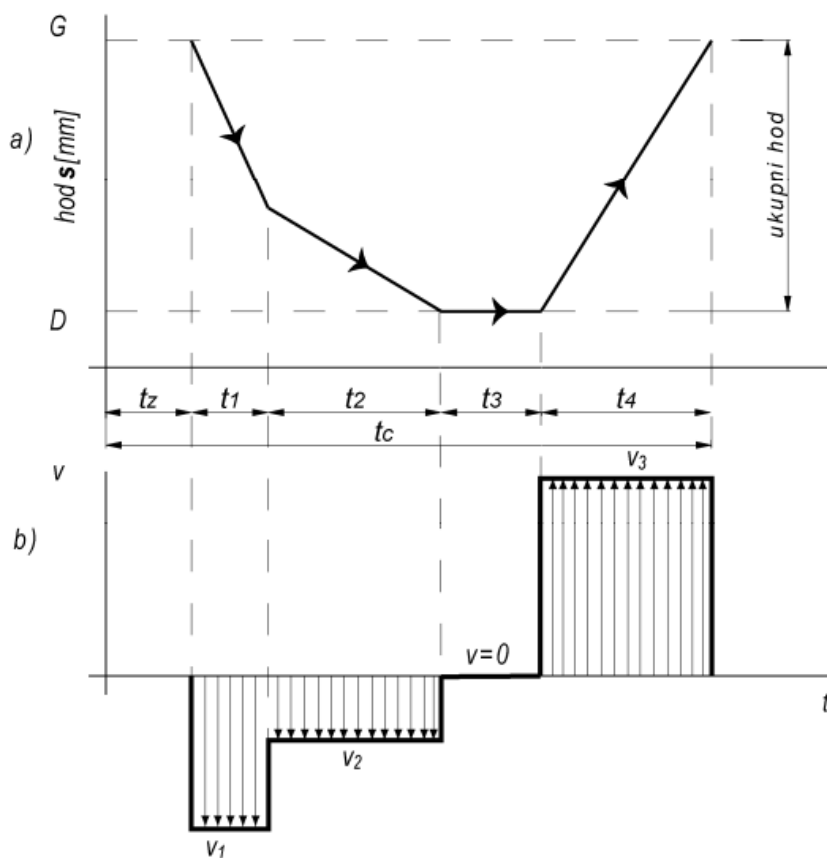 G
a)
hod s[mm]
ukupni hod
D
tz t1 t2 t3 t4
tc
v
v3
b)
v=0
t
v2
v1